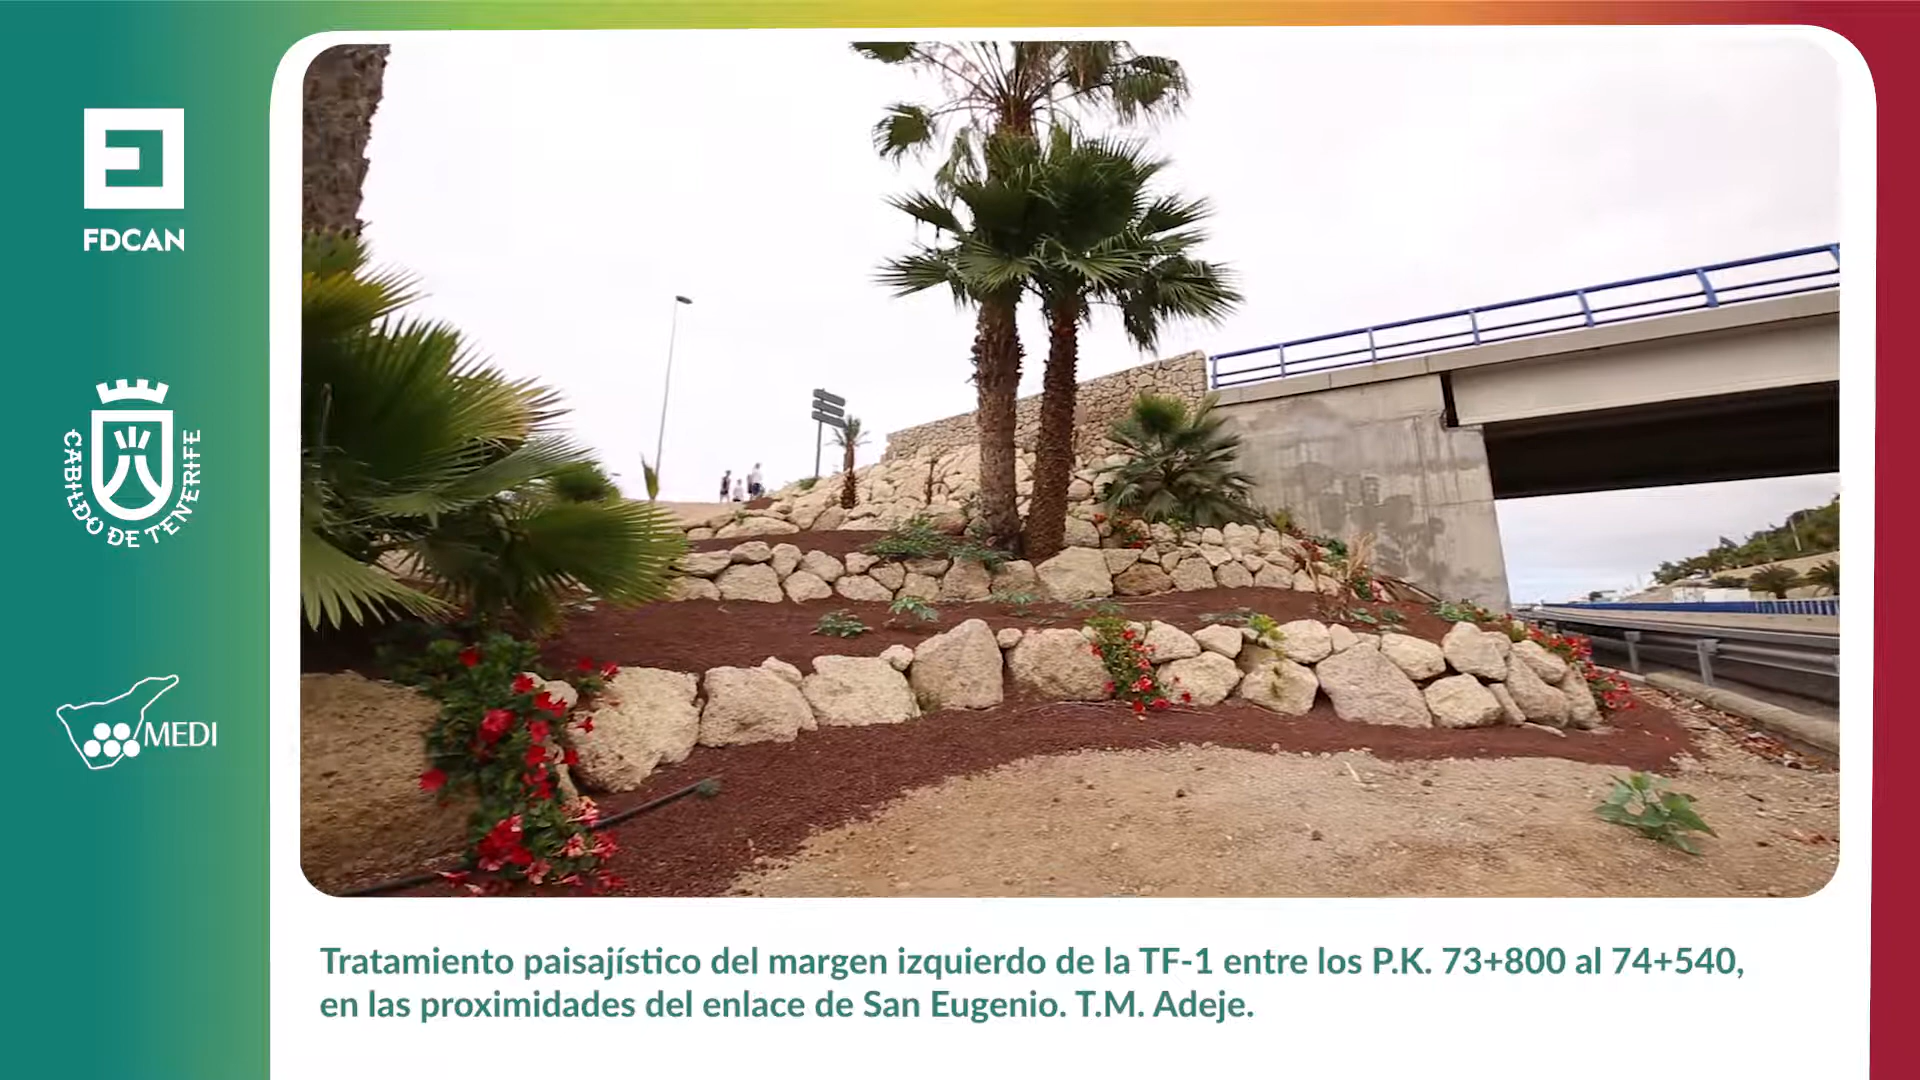 FDCAN
CABILDO DE TENERIFE
MEDI
Tratamiento paisajístico del margen izquierdo de la TF-1 entre los P.K. 73+800 al 74+540,
en las proximidades del enlace de San Eugenio. T.M. Adeje.